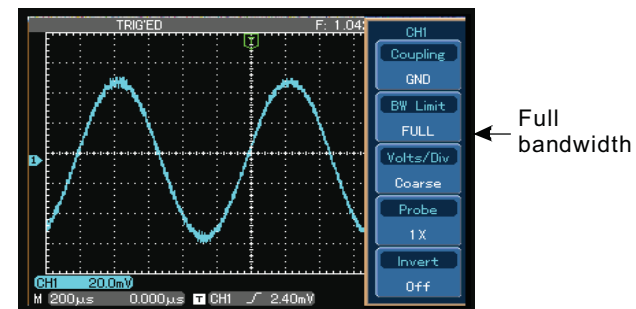 TRIG'ED F: 1.04
CH1
Coupling
GND
BW Limit
FULL
Volts/Div
Coarse
Probe
1X
Invert
Off
Full
bandwidth
T
1
CH1 20.0mV
M 200µs 0.000µs T CH1 2.40mV